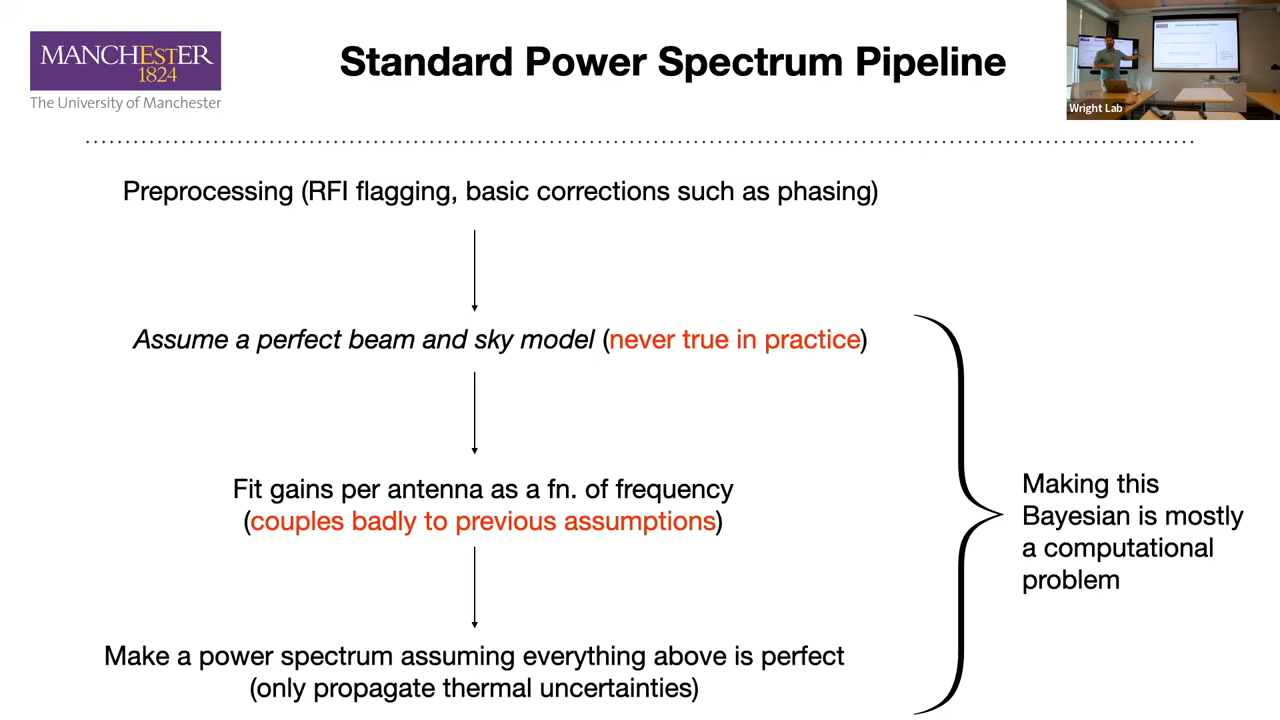 MANCHESTER
1824
The University of Manchester
Standard Power Spectrum Pipeline
Wright Lab
Preprocessing (RFI flagging, basic corrections such as phasing)
Assume a perfect beam and sky model (never true in practice)
Fit gains per antenna as a fn. of frequency
(couples badly to previous assumptions)
Making this
Bayesian is mostly
a computational
problem
Make a power spectrum assuming everything above is perfect
(only propagate thermal uncertainties)